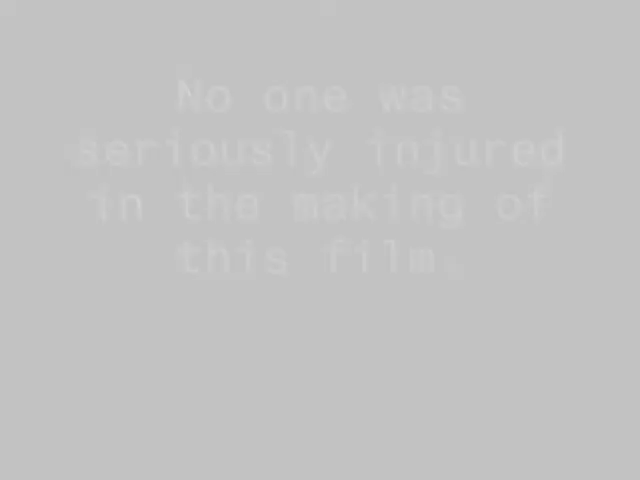 No one was
seriously injured
in the making of
this film.